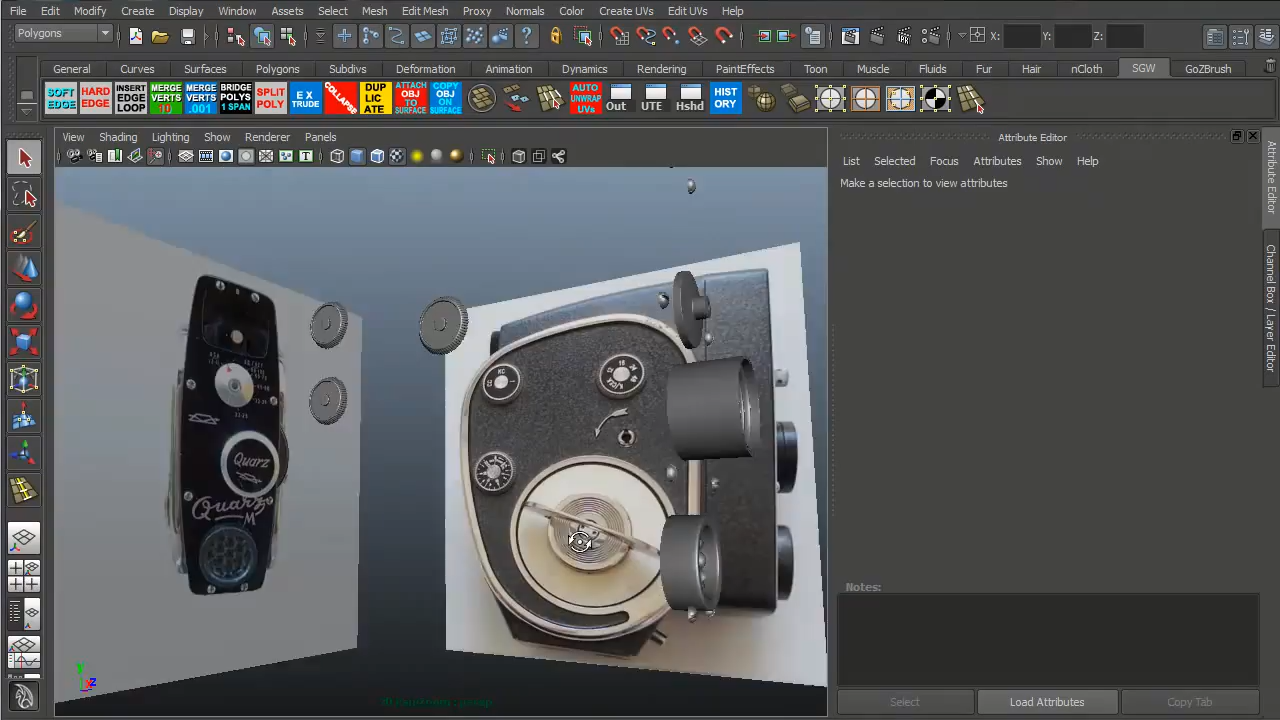 File Edit Modify Create Display Window Assets Select Mesh Edit Mesh Proxy Normals Color Create UVs Edit UVs Help
Polygons
X: Y: Z:
General Curves Surfaces Polygons Subdivs Deformation Animation Dynamics Rendering PaintEffects Toon Muscle Fluids Fur Hair nCloth SGW GoZBrush
SOFT EDGE
HARD EDGE
INSERT EDGE LOOP
MERGE VERTS 10
MERGE VERTS .001
BRIDGE POLYS 1 SPAN
SPLIT POLY
EX TRUDE
COLLAPSE
DUP LIC ATE
ATTACH OBJ TO SURFACE
COPY OBJ ON SURFACE
AUTO UNWRAP UVs
Out
UTE
Hshd
HIST ORY
View Shading Lighting Show Renderer Panels
Attribute Editor
List Selected Focus Attributes Show Help
Make a selection to view attributes
Attribute Editor
Channel Box / Layer Editor
Quarz
Quarz
M
Notes:
Select Load Attributes Copy Tab